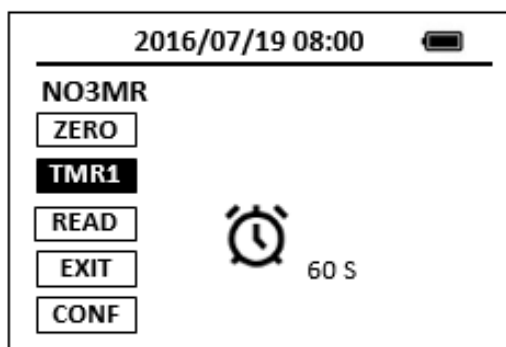 2016/07/19 08:00
NO3MR
ZERO
TMR1
READ
EXIT
60 S
CONF